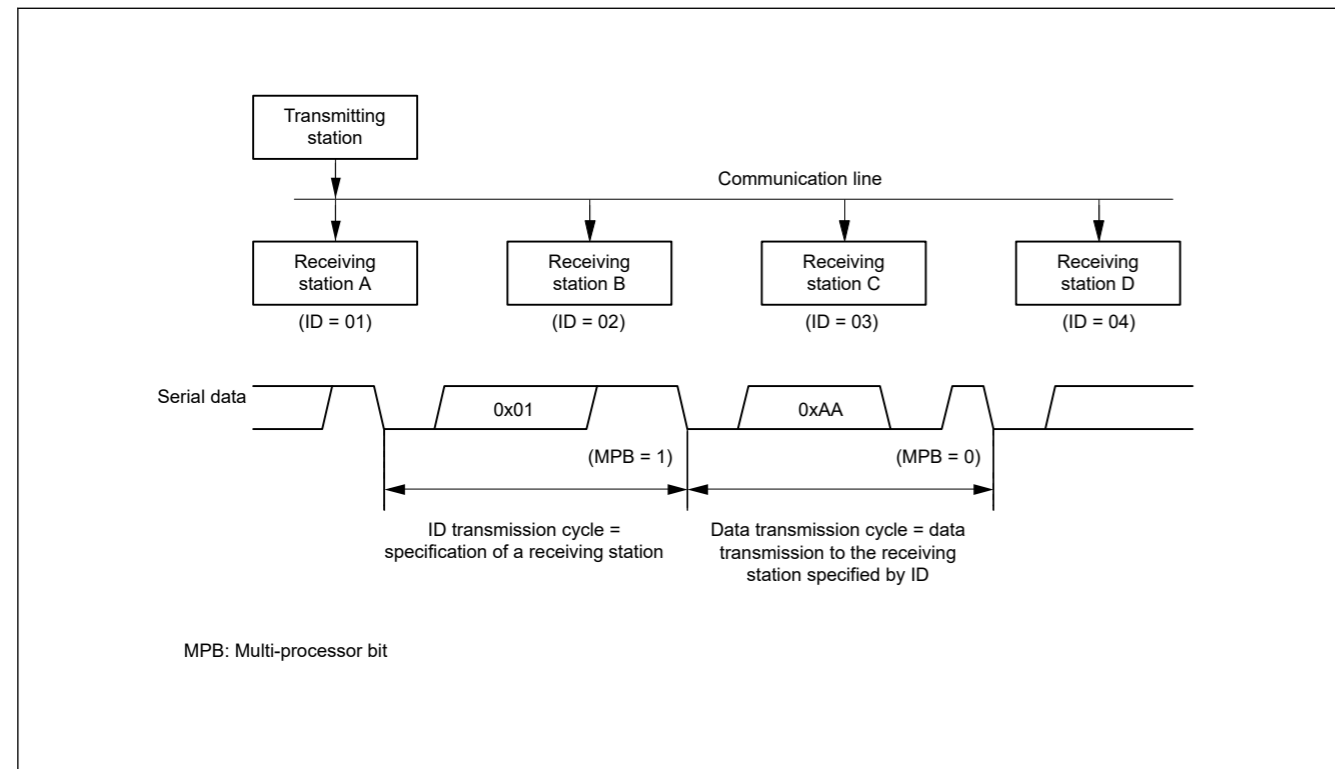 Transmitting
station
Communication line
Receiving
station A
Receiving
station B
Receiving
station C
Receiving
station D
(ID = 01)
(ID = 02)
(ID = 03)
(ID = 04)
Serial data
0x01
0xAA
(MPB = 1)
(MPB = 0)
ID transmission cycle =
specification of a receiving station
Data transmission cycle = data
transmission to the receiving
station specified by ID
MPB: Multi-processor bit